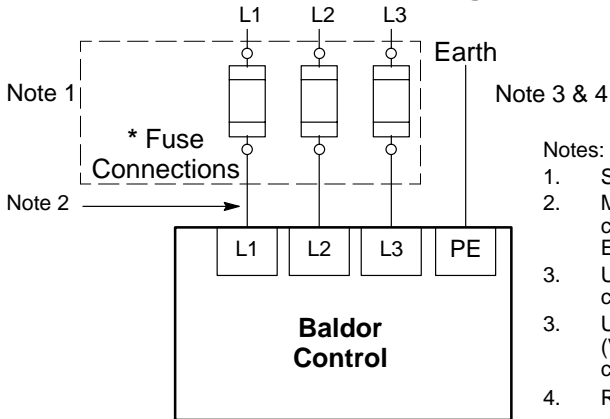 L1 L2 L3
Earth
Note 1
Note 3 & 4
* Fuse
Connections
Note 2
L1 L2 L3 PE
Baldor
Control
Notes:
1.
2.
3.
3.
4.